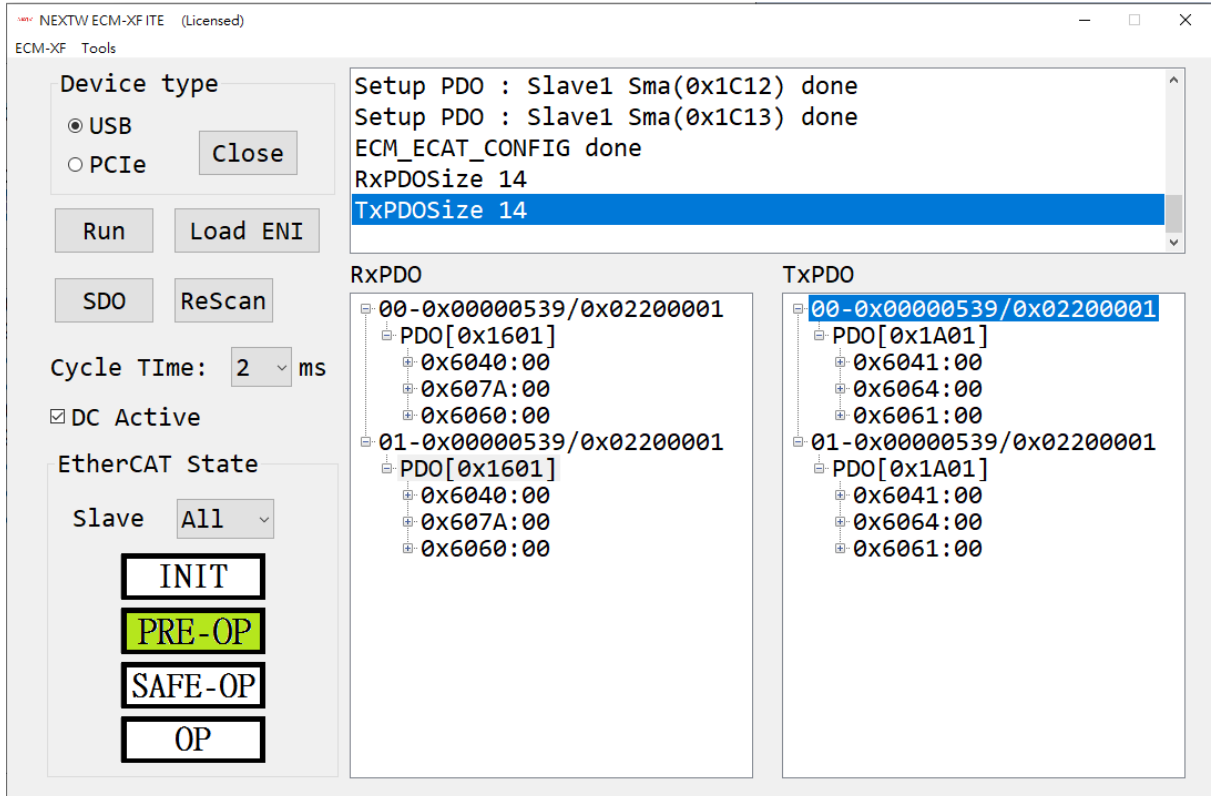 NEXTW ECM-XF ITE (Licensed)
ECM-XF Tools
Device type
USB
PCIe
Close
Run
Load ENI
SDO
ReScan
Cycle TIme: 2 ms
DC Active
EtherCAT State
Slave All
INIT
PRE-OP
SAFE-OP
OP
Setup PDO : Slave1 Sma(0x1C12) done
Setup PDO : Slave1 Sma(0x1C13) done
ECM_ECAT_CONFIG done
RxPDOSize 14
TxPDOSize 14
RxPDO
00-0x00000539/0x02200001
PDO[0x1601]
0x6040:00
0x607A:00
0x6060:00
01-0x00000539/0x02200001
PDO[0x1601]
0x6040:00
0x607A:00
0x6060:00
TxPDO
00-0x00000539/0x02200001
PDO[0x1A01]
0x6041:00
0x6064:00
0x6061:00
01-0x00000539/0x02200001
PDO[0x1A01]
0x6041:00
0x6064:00
0x6061:00